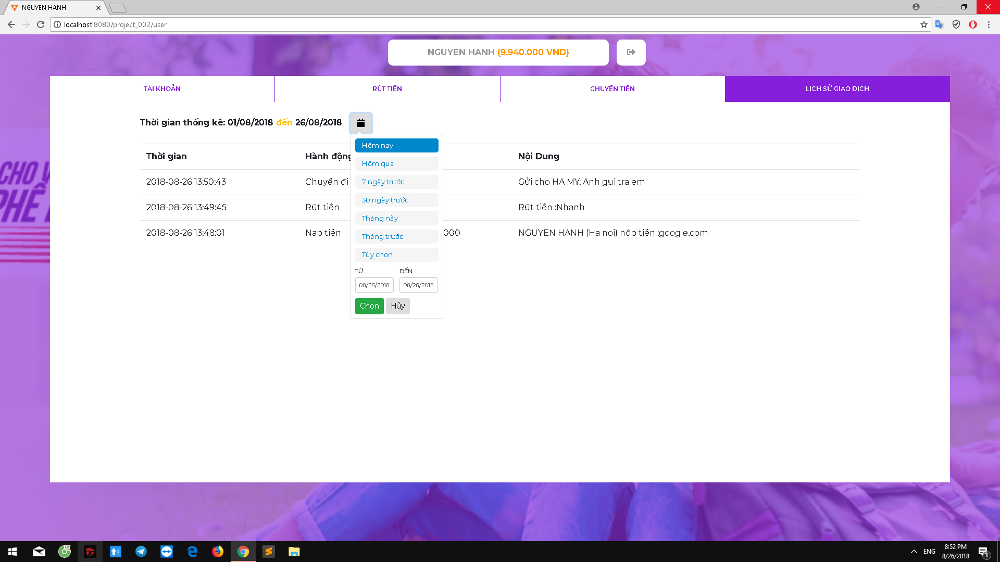 NGUYEN HANH
localhost:8080/project_002/user
NGUYEN HANH (9.940.000 VND)
TÀI KHOẢN
RÚT TIỀN
CHUYỂN TIỀN
LỊCH SỬ GIAO DỊCH
Thời gian thống kê: 01/08/2018 đến 26/08/2018
Thời gian
Hành động
Nội Dung
2018-08-26 13:50:43
Chuyển đi
Gửi cho HA MY: Anh gui tra em
2018-08-26 13:49:45
Rút tiền
Rút tiền :Nhanh
2018-08-26 13:48:01
Nạp tiền
000
NGUYEN HANH (Ha noi) nộp tiền :google.com
Hôm nay
Hôm qua
7 ngày trước
30 ngày trước
Tháng này
Tháng trước
Tùy chọn
TỪ
ĐẾN
08/26/2018
08/26/2018
Chọn
Hủy
CHO
PHÊ
ENG
8:52 PM
8/26/2018
1